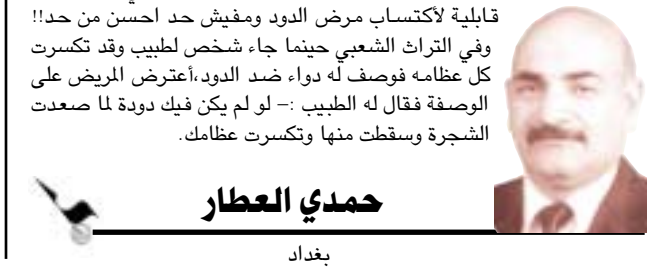 قابلية لأكتساب مرض الدود ومفيش حد احسن من حد!!
وفي التراث الشعبي حينما جاء شخص لطبيب وقد تكسرت
كل عظامه فوصف له دواء ضد الدود،أعترض المريض على
الوصفة فقال له الطبيب :– لو لم يكن فيك دودة لما صعدت
الشجرة وسقطت منها وتكسرت عظامك.
حمدي العطار
بغداد